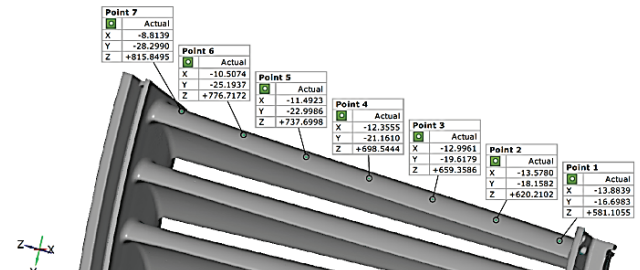 Point 7
Actual
X -8.8139
Y -28.2990
Z +815.8495
Point 6
Actual
X -10.5074
Y -25.1937
Z +776.7172
Point 5
Actual
X -11.4923
Y -22.9986
Z +737.6998
Point 4
Actual
X -12.3555
Y -21.1610
Z +698.5444
Point 3
Actual
X -12.9961
Y -19.6179
Z +659.3586
Point 2
Actual
X -13.5780
Y -18.1582
Z +620.2102
Point 1
Actual
X -13.8839
Y -16.6983
Z +581.1055
Z X
Y